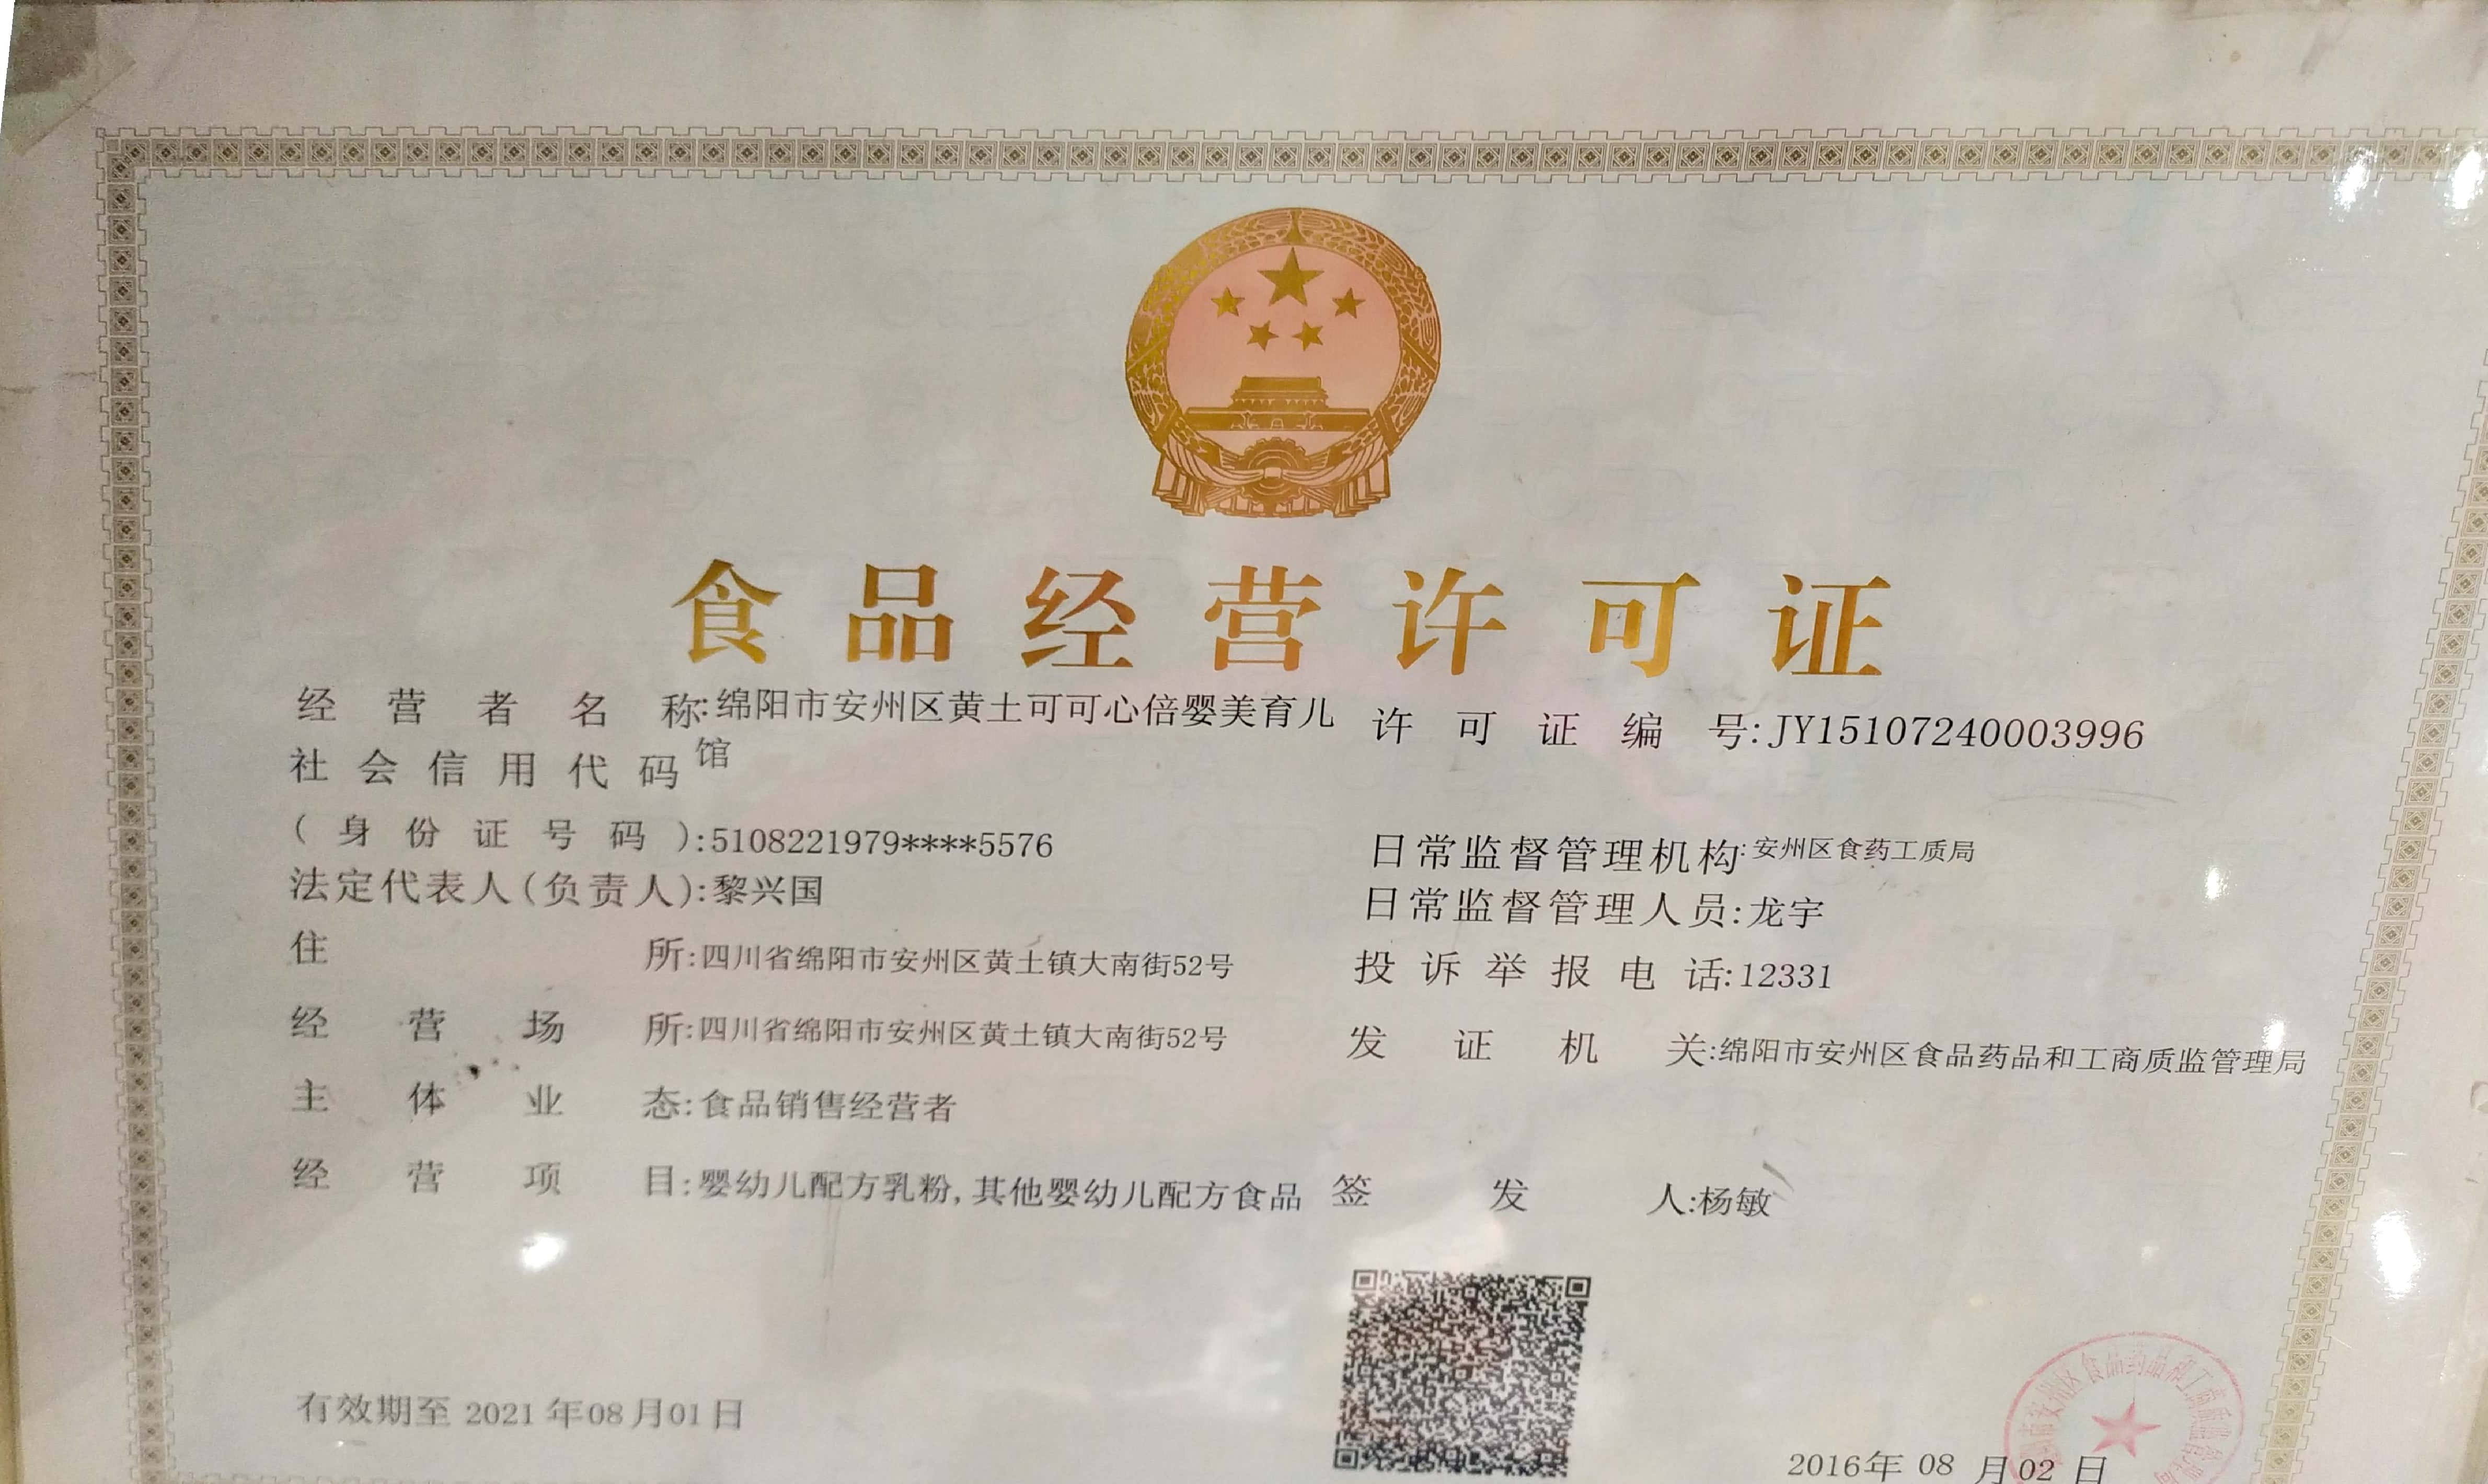 食品经营许可证
经营者名称:绵阳市安州区黄土可可心倍婴美育儿馆
社会信用代码
(身份证号码):5108221979****5576
法定代表人(负责人):黎兴国
住所:四川省绵阳市安州区黄土镇大南街52号
经营场所:四川省绵阳市安州区黄土镇大南街52号
主体业态:食品销售经营者
经营项目:婴幼儿配方乳粉,其他婴幼儿配方食品
有效期至 2021年08月01日
许可证编号:JY15107240003996
日常监督管理机构:安州区食药工质局
日常监督管理人员:龙宇
投诉举报电话:12331
发证机关:绵阳市安州区食品药品和工商质监管理局
签发人:杨敏
2016年08月02日